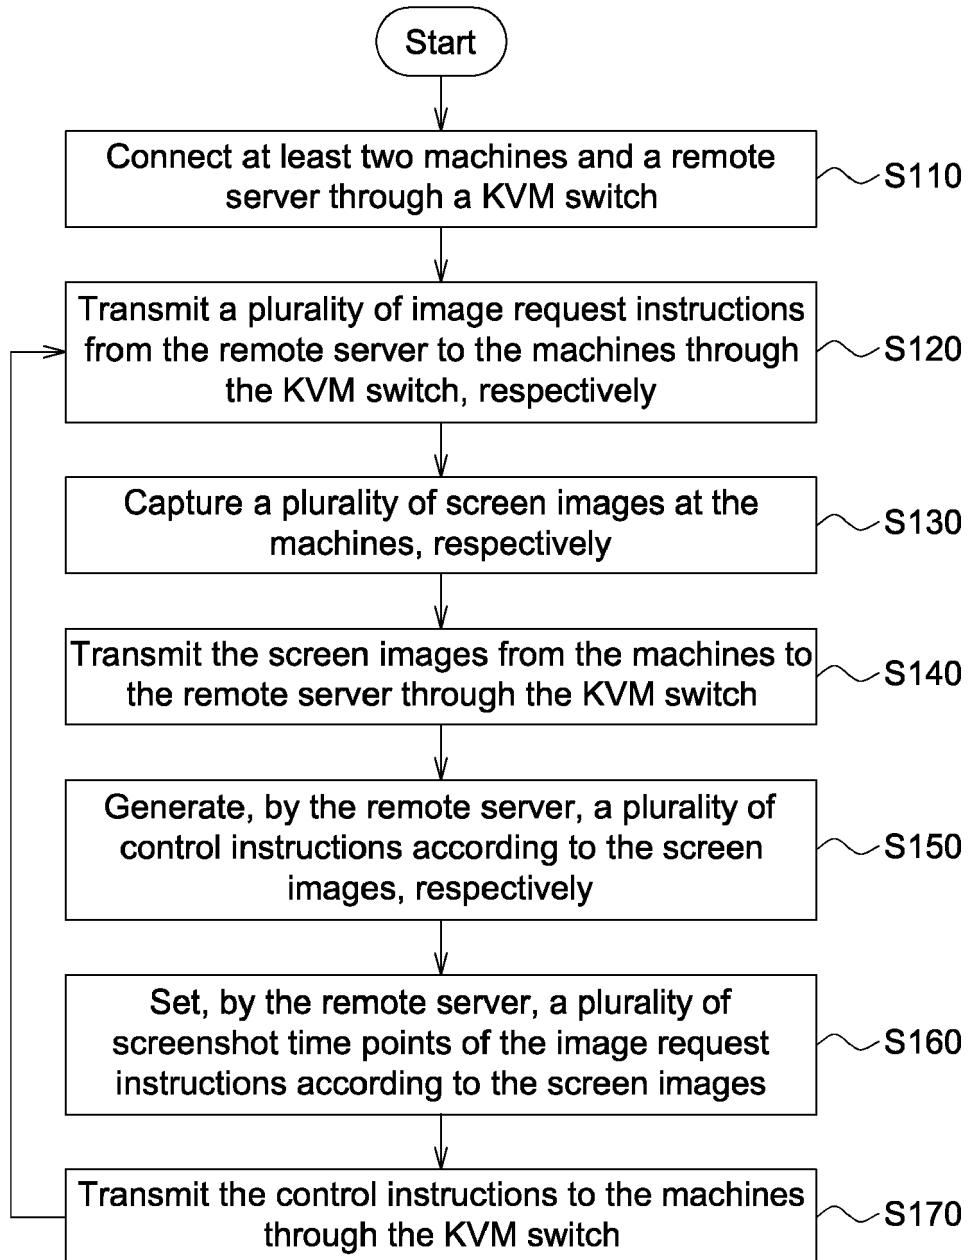 Start
Connect at least two machines and a remote
server through a KVM switch
S110
Transmit a plurality of image request instructions
from the remote server to the machines through
the KVM switch, respectively
S120
Capture a plurality of screen images at the
machines, respectively
S130
Transmit the screen images from the machines to
the remote server through the KVM switch
S140
Generate, by the remote server, a plurality of
control instructions according to the screen
images, respectively
S150
Set, by the remote server, a plurality of
screenshot time points of the image request
instructions according to the screen images
S160
Transmit the control instructions to the machines
through the KVM switch
S170